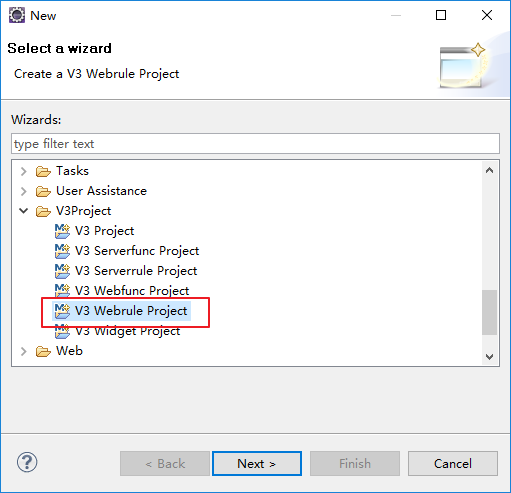 New
Select a wizard
Create a V3 Webrule Project
Wizards:
type filter text
Tasks
User Assistance
V3Project
V3 Project
V3 Serverfunc Project
V3 Serverrule Project
V3 Webfunc Project
V3 Webrule Project
V3 Widget Project
Web
< Back
Next >
Finish
Cancel